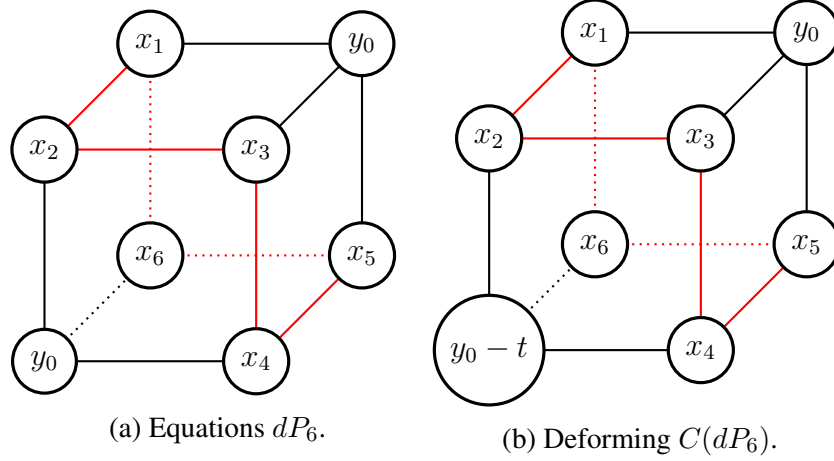 x₁ y₀ x₁ y₀
x₂ x₃ x₂ x₃
x₆ x₅ x₆ x₅
y₀ x₄ y₀ − t x₄
(a) Equations dP₆.
(b) Deforming C(dP₆).